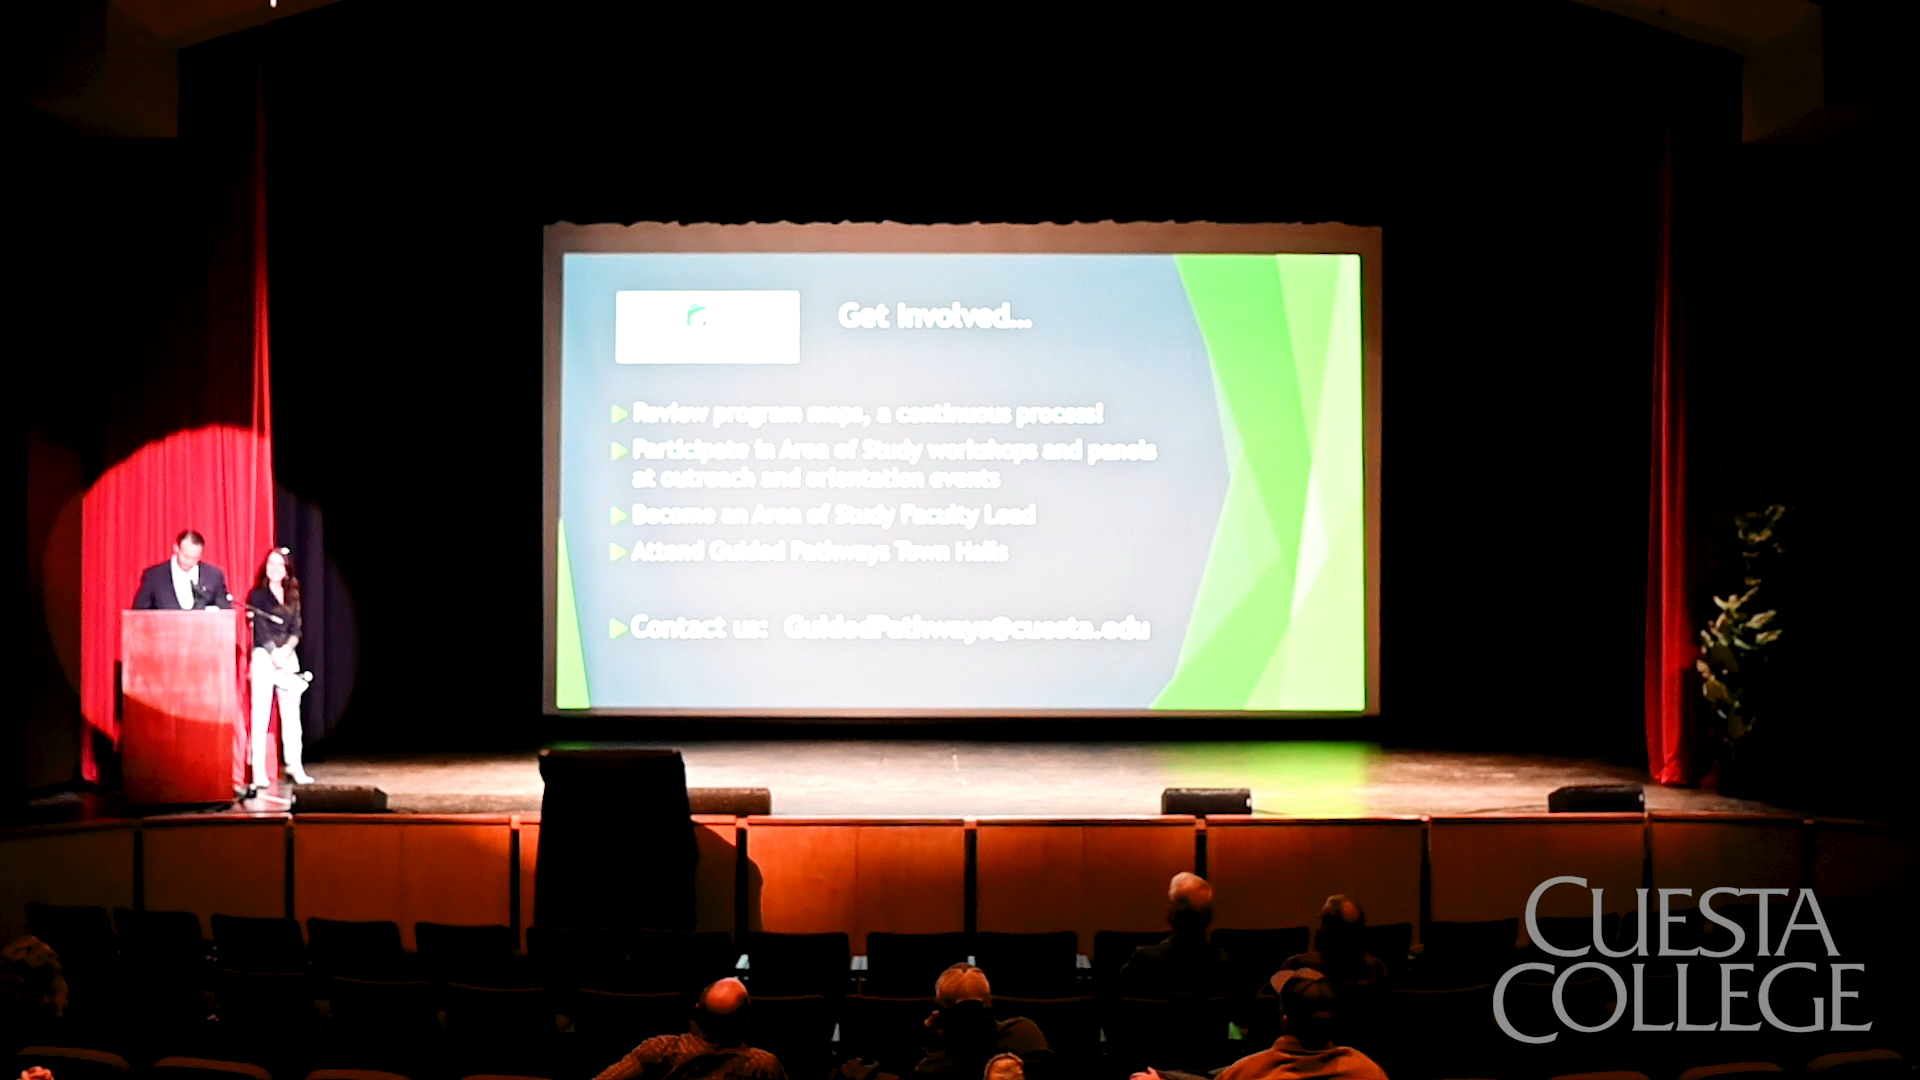 Get Involved...
Review program maps, a continuous process!
Participate in Area of Study workshops and panels
at outreach and orientation events
Become an Area of Study Faculty Lead
Attend Guided Pathways Town Halls
Contact us: GuidedPathways@cuesta.edu
CUESTA
COLLEGE